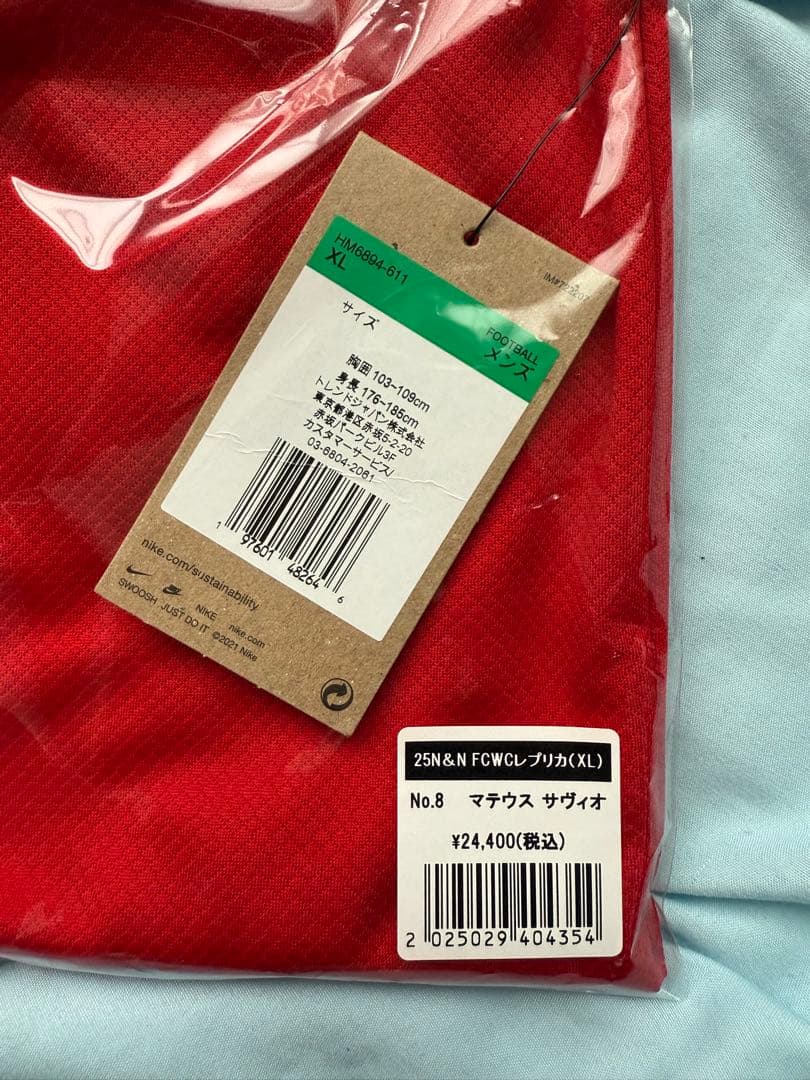 HM6894-611
XL
IM#722207
サイズ
FOOTBALL
メンズ
胸囲 103~109cm
身長 176~185cm
トレンドジャパン株式会社
東京都港区赤坂5-2-20
赤坂パークビル3F
カスタマーサービス/
03-6804-2061
1 97601 48264 6
nike.com/sustainability
SWOOSH JUST DO IT NIKE nike.com
©2021 Nike
25N&N FCWCレプリカ(XL)
No.8 マテウス サヴィオ
¥24,400(税込)
2 025029 404354